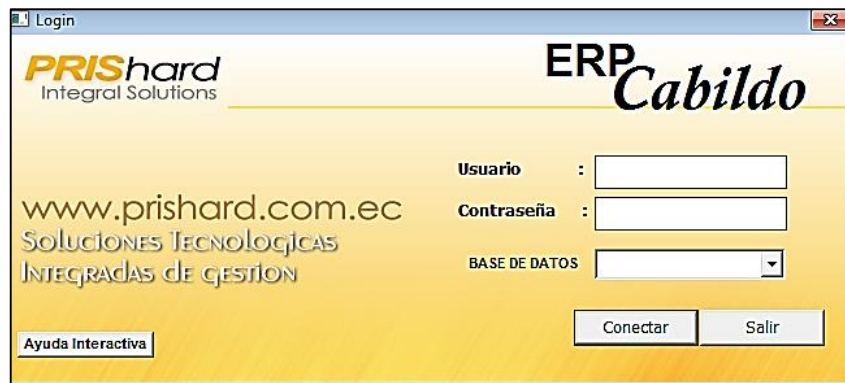 Login
PRIShard
Integral Solutions
ERP
Cabildo
Usuario :
Contraseña :
BASE DE DATOS
www.prishard.com.ec
Soluciones Tecnologicas
Integradas de gestion
Ayuda Interactiva
Conectar
Salir